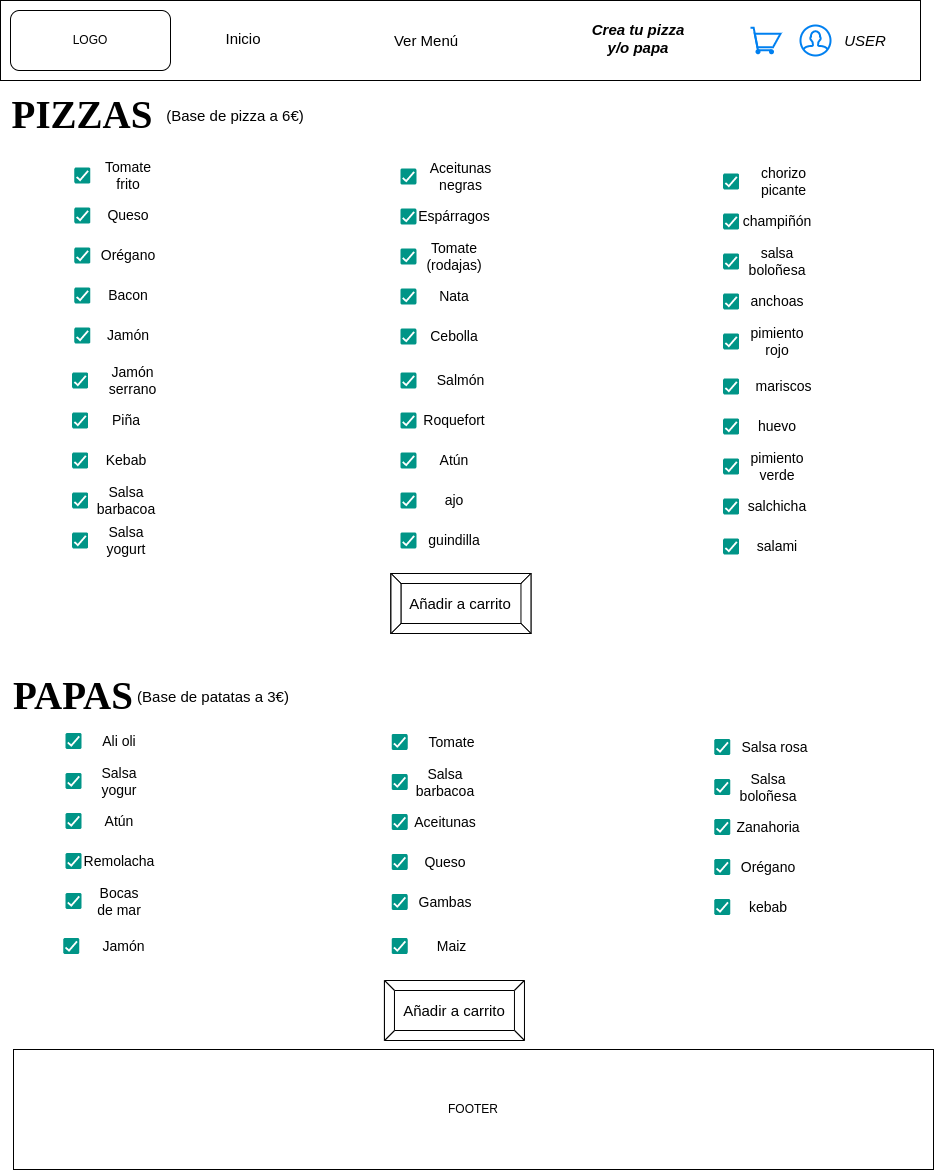 LOGO
Inicio
Ver Menú
Crea tu pizza
y/o papa
USER
PIZZAS (Base de pizza a 6€)
Tomate
frito
Queso
Orégano
Bacon
Jamón
Jamón
serrano
Piña
Kebab
Salsa
barbacoa
Salsa
yogurt
Aceitunas
negras
Espárragos
Tomate
(rodajas)
Nata
Cebolla
Salmón
Roquefort
Atún
ajo
guindilla
chorizo
picante
champiñón
salsa
boloñesa
anchoas
pimiento
rojo
mariscos
huevo
pimiento
verde
salchicha
salami
Añadir a carrito
PAPAS (Base de patatas a 3€)
Ali oli
Salsa
yogur
Atún
Remolacha
Bocas
de mar
Jamón
Tomate
Salsa
barbacoa
Aceitunas
Queso
Gambas
Maiz
Salsa rosa
Salsa
boloñesa
Zanahoria
Orégano
kebab
Añadir a carrito
FOOTER